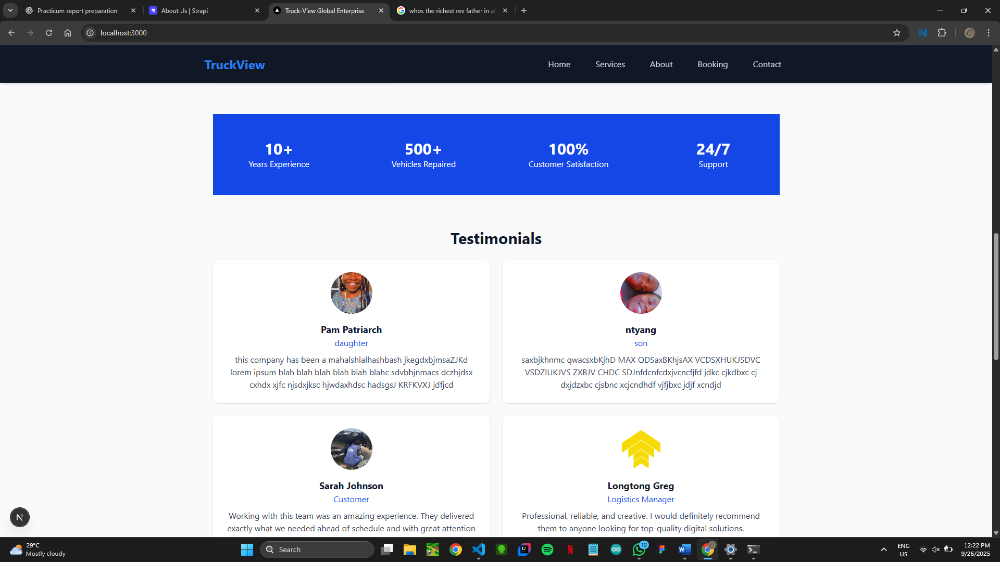 Practicum report preparation
About Us | Strapi
Truck-View Global Enterprise
whos the richest rev father in af
localhost:3000
TruckView
Home
Services
About
Booking
Contact
10+
Years Experience
500+
Vehicles Repaired
100%
Customer Satisfaction
24/7
Support
Testimonials
Pam Patriarch
daughter
this company has been a mahalshlalhashbash jkegdxbjmsaZJKd
lorem ipsum blah blah blah blah blah blahc sdvbhjnmacs dczhjdsx
cxhdx xjfc njsdxjksc hjwdaxhdsc hadsgsJ KRFKVXJ jdfjcd
ntyang
son
saxbjkhnmc qwacsxbKjhD MAX QDSaxBKhjsAX VCDSXHUKJSDVC
VSDZIUKJVS ZXBJV CHDC SDJnfdcnfcdxjvcncfjfd jdkc cjkdbxc cj
dxjdzxbc cjsbnc xcjcndhdf vjfjbxc jdjf xcndjd
Sarah Johnson
Customer
Working with this team was an amazing experience. They delivered
exactly what we needed ahead of schedule and with great attention
Longtong Greg
Logistics Manager
Professional, reliable, and creative. I would definitely recommend
them to anyone looking for top-quality digital solutions.
N
29°C
Mostly cloudy
Search
10
ENG
US
12:22 PM
9/26/2025